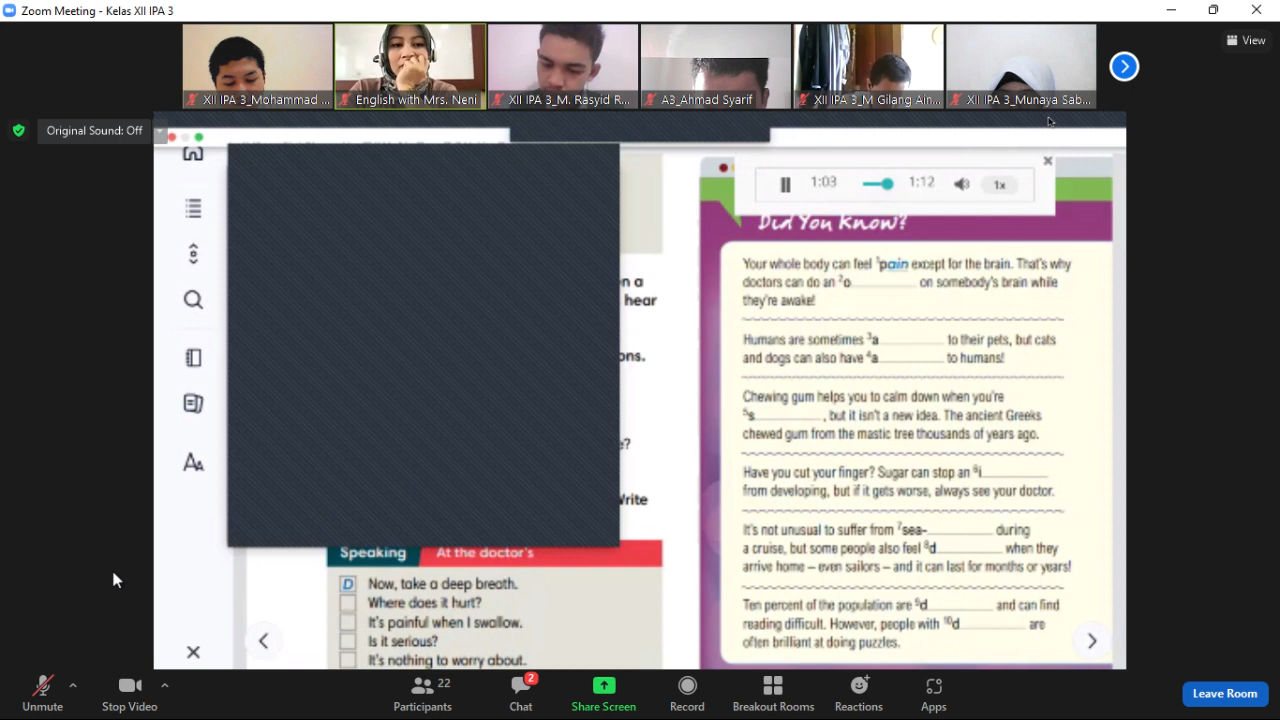 Zoom Meeting - Kelas XII IPA 3
View
XII IPA 3_Mohammad ...
English with Mrs. Neni
XII IPA 3_M. Rasyid R...
A3_Ahmad Syarif
XII IPA 3_M Gilang Ain...
XII IPA 3_Munaya Sab...
Original Sound: Off
1:03
1:12
1x
Did You Know?
n a
hear
ons.
e?
Write
Your whole body can feel 1pain except for the brain. That's why
doctors can do an 2o__________ on somebody's brain while
they're awake!
Humans are sometimes 3a__________ to their pets, but cats
and dogs can also have 4a__________ to humans!
Chewing gum helps you to calm down when you're
5s__________, but it isn't a new idea. The ancient Greeks
chewed gum from the mastic tree thousands of years ago.
Have you cut your finger? Sugar can stop an 6i__________
from developing, but if it gets worse, always see your doctor.
It's not unusual to suffer from 7sea-__________ during
a cruise, but some people also feel 8d__________ when they
arrive home – even sailors – and it can last for months or years!
Ten percent of the population are 9d__________ and can find
reading difficult. However, people with 10d__________ are
often brilliant at doing puzzles.
Speaking At the doctor's
D Now, take a deep breath.
Where does it hurt?
It's painful when I swallow.
Is it serious?
It's nothing to worry about.
Unmute
Stop Video
22
Participants
2
Chat
Share Screen
Record
Breakout Rooms
Reactions
Apps
Leave Room